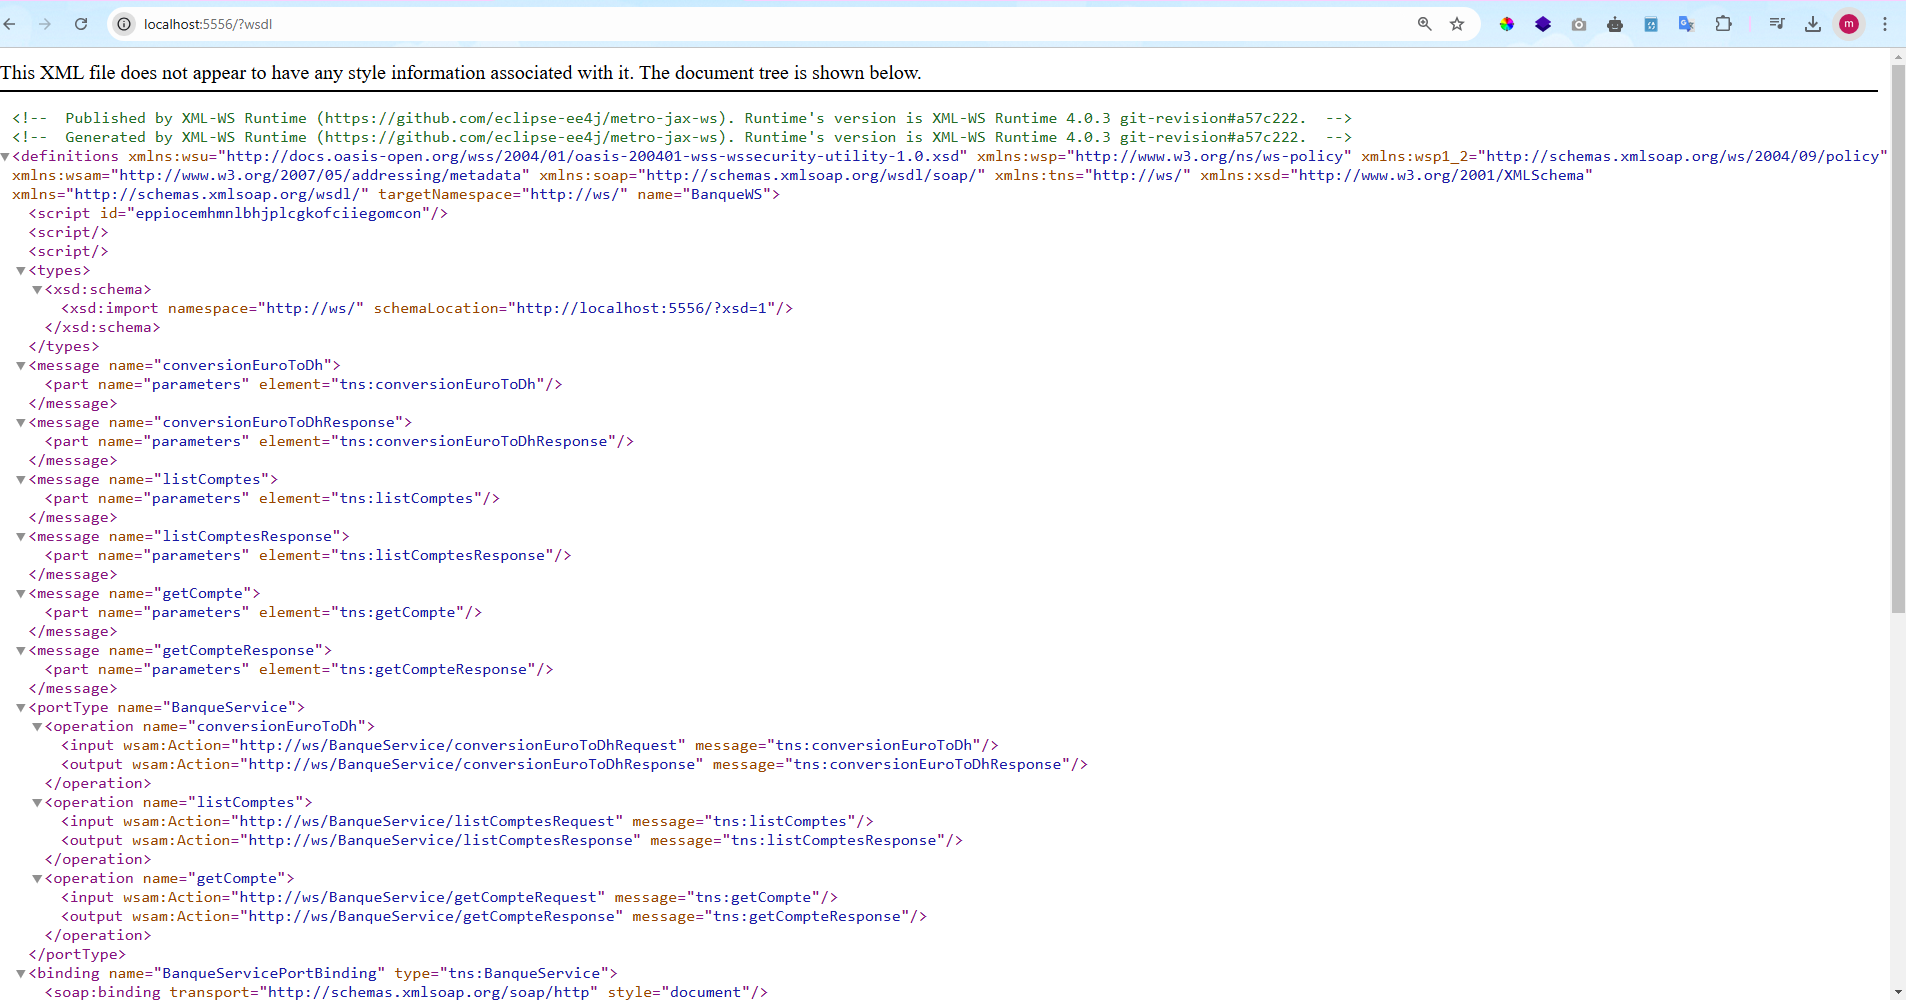 localhost:5556/?wsdl
m
This XML file does not appear to have any style information associated with it. The document tree is shown below.
<!--  Published by XML-WS Runtime (https://github.com/eclipse-ee4j/metro-jax-ws). Runtime's version is XML-WS Runtime 4.0.3 git-revision#a57c222.  -->
<!--  Generated by XML-WS Runtime (https://github.com/eclipse-ee4j/metro-jax-ws). Runtime's version is XML-WS Runtime 4.0.3 git-revision#a57c222.  -->
<definitions xmlns:wsu="http://docs.oasis-open.org/wss/2004/01/oasis-200401-wss-wssecurity-utility-1.0.xsd" xmlns:wsp="http://www.w3.org/ns/ws-policy" xmlns:wsp1_2="http://schemas.xmlsoap.org/ws/2004/09/policy"
xmlns:wsam="http://www.w3.org/2007/05/addressing/metadata" xmlns:soap="http://schemas.xmlsoap.org/wsdl/soap/" xmlns:tns="http://ws/" xmlns:xsd="http://www.w3.org/2001/XMLSchema"
xmlns="http://schemas.xmlsoap.org/wsdl/" targetNamespace="http://ws/" name="BanqueWS">
<script id="eppiocemhmnlbhjplcgkofciiegomcon"/>
<script/>
<script/>
<types>
<xsd:schema>
<xsd:import namespace="http://ws/" schemaLocation="http://localhost:5556/?xsd=1"/>
</xsd:schema>
</types>
<message name="conversionEuroToDh">
<part name="parameters" element="tns:conversionEuroToDh"/>
</message>
<message name="conversionEuroToDhResponse">
<part name="parameters" element="tns:conversionEuroToDhResponse"/>
</message>
<message name="listComptes">
<part name="parameters" element="tns:listComptes"/>
</message>
<message name="listComptesResponse">
<part name="parameters" element="tns:listComptesResponse"/>
</message>
<message name="getCompte">
<part name="parameters" element="tns:getCompte"/>
</message>
<message name="getCompteResponse">
<part name="parameters" element="tns:getCompteResponse"/>
</message>
<portType name="BanqueService">
<operation name="conversionEuroToDh">
<input wsam:Action="http://ws/BanqueService/conversionEuroToDhRequest" message="tns:conversionEuroToDh"/>
<output wsam:Action="http://ws/BanqueService/conversionEuroToDhResponse" message="tns:conversionEuroToDhResponse"/>
</operation>
<operation name="listComptes">
<input wsam:Action="http://ws/BanqueService/listComptesRequest" message="tns:listComptes"/>
<output wsam:Action="http://ws/BanqueService/listComptesResponse" message="tns:listComptesResponse"/>
</operation>
<operation name="getCompte">
<input wsam:Action="http://ws/BanqueService/getCompteRequest" message="tns:getCompte"/>
<output wsam:Action="http://ws/BanqueService/getCompteResponse" message="tns:getCompteResponse"/>
</operation>
</portType>
<binding name="BanqueServicePortBinding" type="tns:BanqueService">
<soap:binding transport="http://schemas.xmlsoap.org/soap/http" style="document"/>